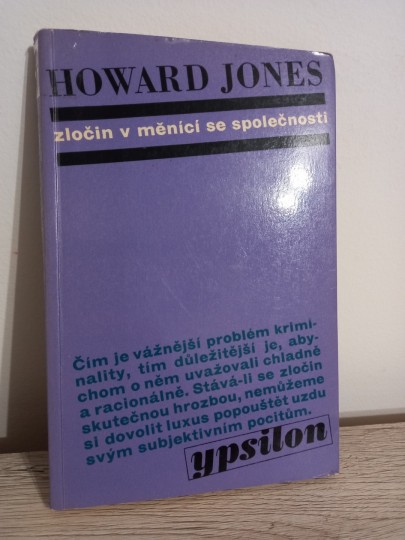 HOWARD JONES
zločin v měnící se společnosti
Čím je vážnější problém krimi-
nality, tím důležitější je, aby-
chom o něm uvažovali chladně
a racionálně. Stává-li se zločin
skutečnou hrozbou, nemůžeme
si dovolit luxus popouštět uzdu
svým subjektivním pocitům.
ypsilon